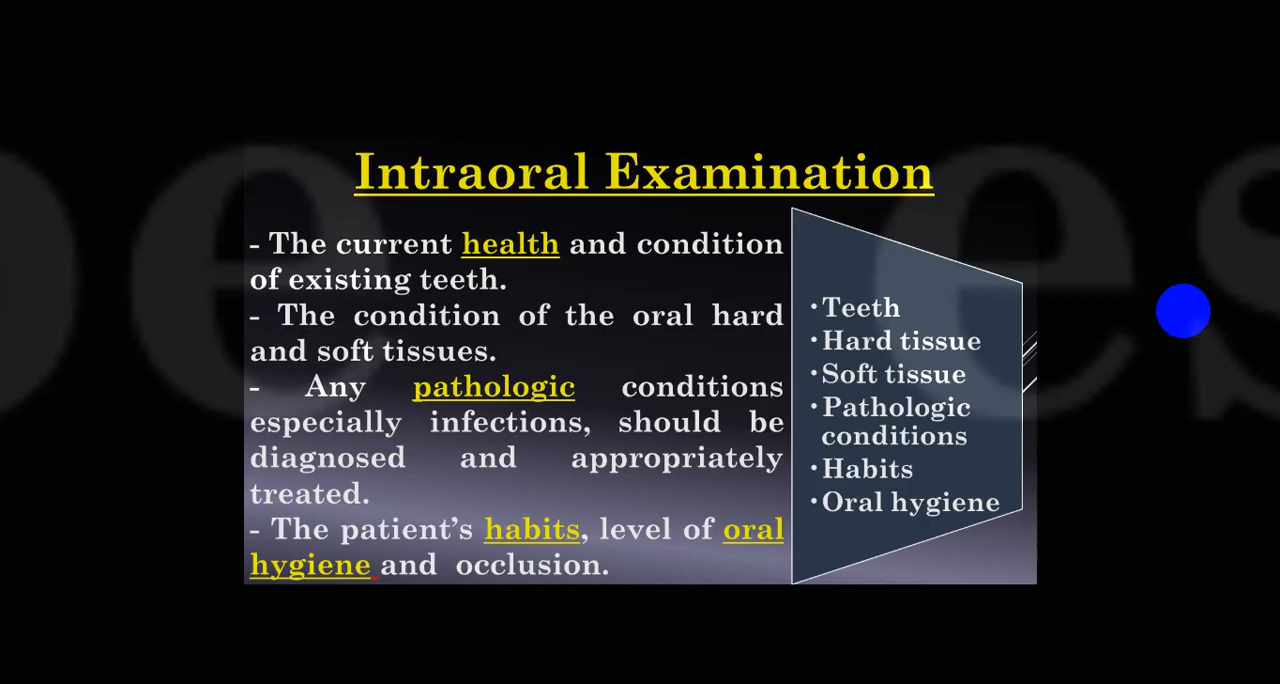 Intraoral Examination
- The current health and condition
of existing teeth.
- The condition of the oral hard
and soft tissues.
- Any pathologic conditions
especially infections, should be
diagnosed and appropriately
treated.
- The patient’s habits, level of oral
hygiene and occlusion.
•Teeth
•Hard tissue
•Soft tissue
•Pathologic
conditions
•Habits
•Oral hygiene